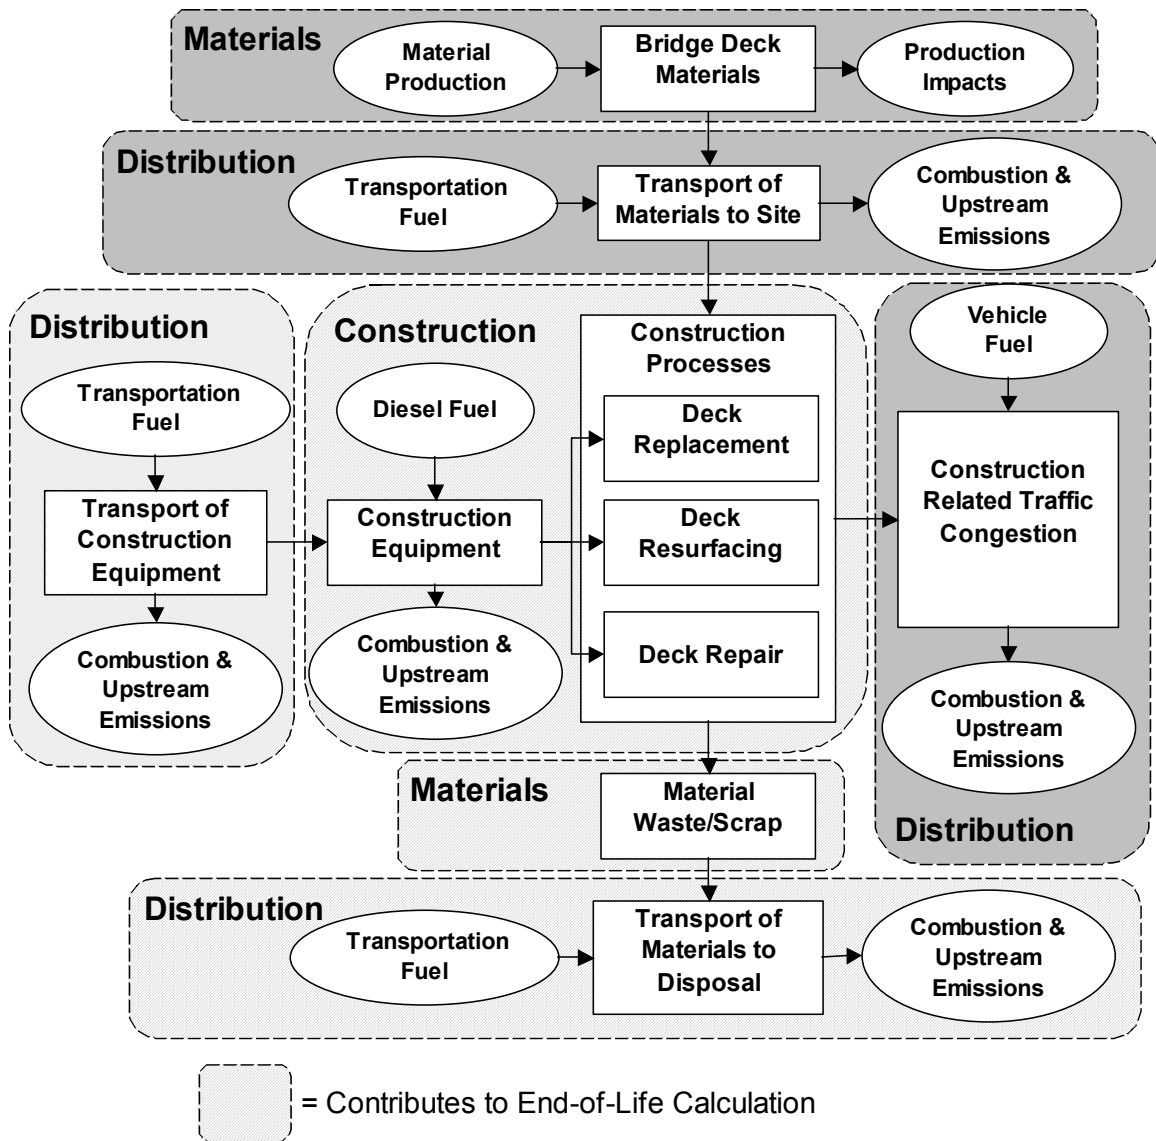 Materials
Material
Production
Bridge Deck
Materials
Production
Impacts
Distribution
Transportation
Fuel
Transport of
Materials to Site
Combustion &
Upstream
Emissions
Distribution
Transportation
Fuel
Transport of
Construction
Equipment
Combustion &
Upstream
Emissions
Construction
Diesel Fuel
Construction
Equipment
Combustion &
Upstream
Emissions
Construction
Processes
Deck
Replacement
Deck
Resurfacing
Deck Repair
Vehicle
Fuel
Construction
Related Traffic
Congestion
Combustion &
Upstream
Emissions
Distribution
Materials
Material
Waste/Scrap
Distribution
Transportation
Fuel
Transport of
Materials to
Disposal
Combustion &
Upstream
Emissions
= Contributes to End-of-Life Calculation